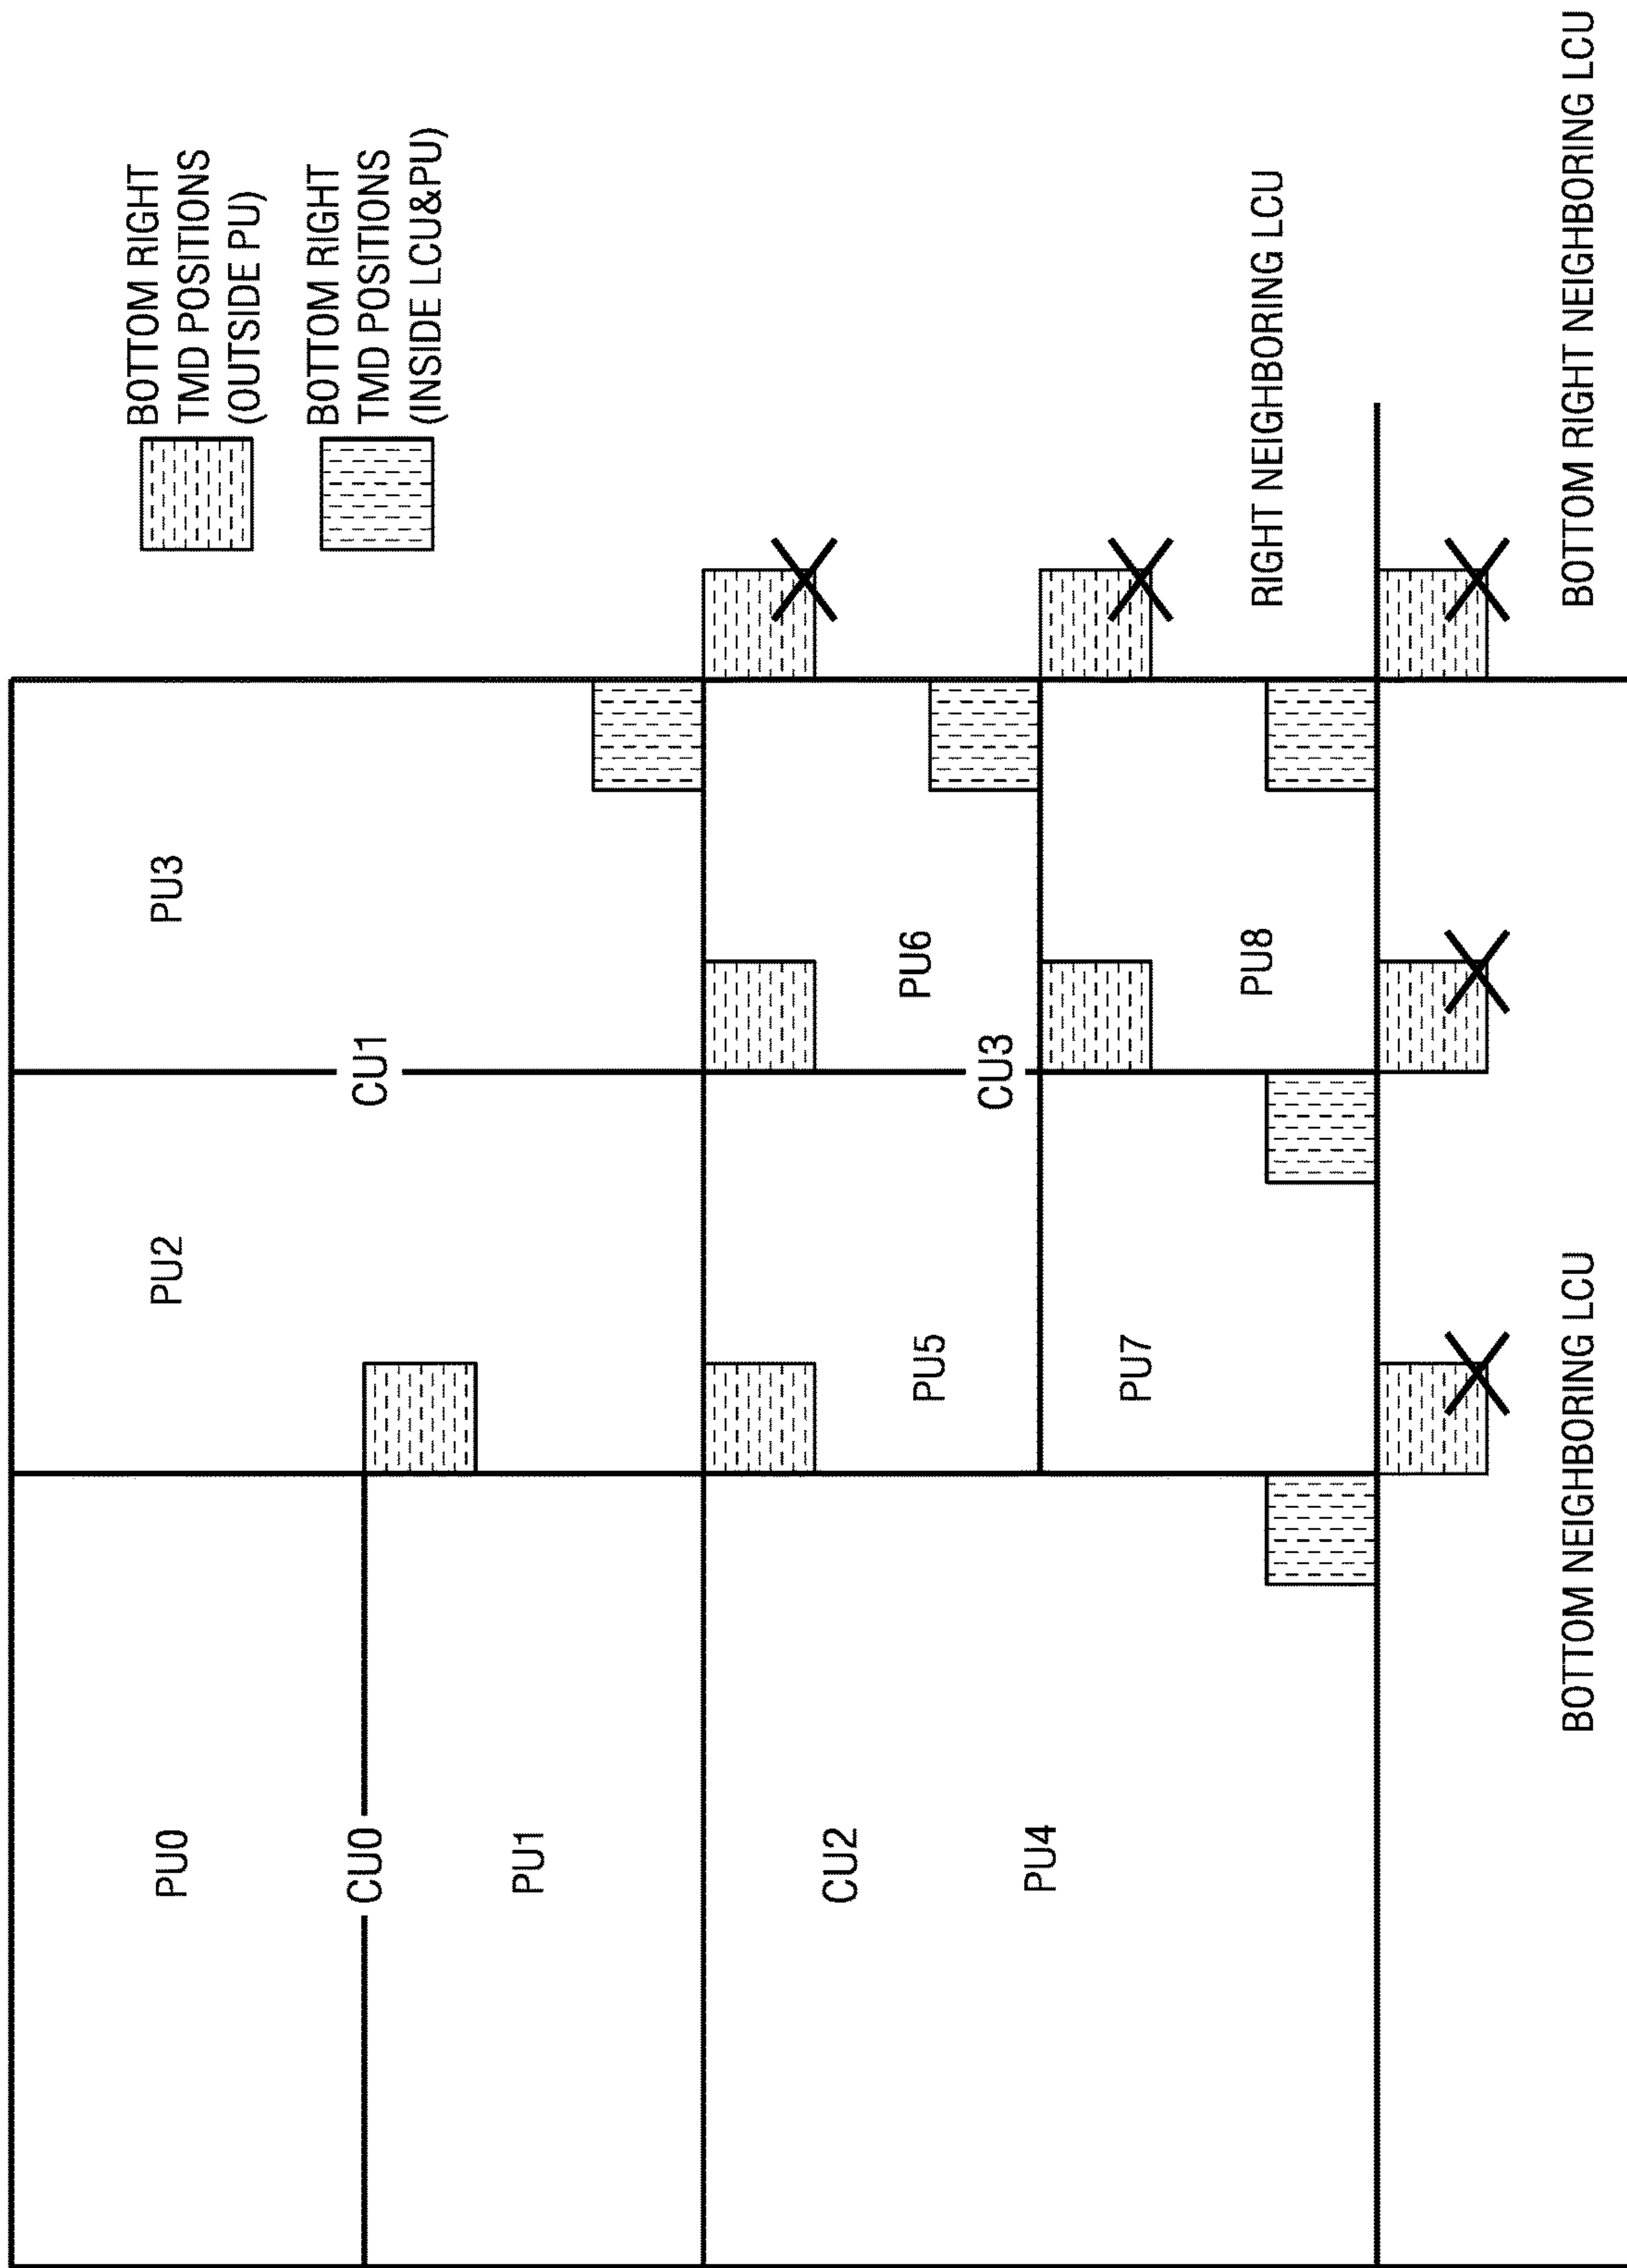 BOTTOM RIGHT
TMD POSITIONS
(OUTSIDE PU)
BOTTOM RIGHT
TMD POSITIONS
(INSIDE LCU&PU)
PU0
PU2
PU3
CU0
CU1
PU1
CU2
PU5
PU6
CU3
PU4
PU7
PU8
RIGHT NEIGHBORING LCU
BOTTOM NEIGHBORING LCU
BOTTOM RIGHT NEIGHBORING LCU